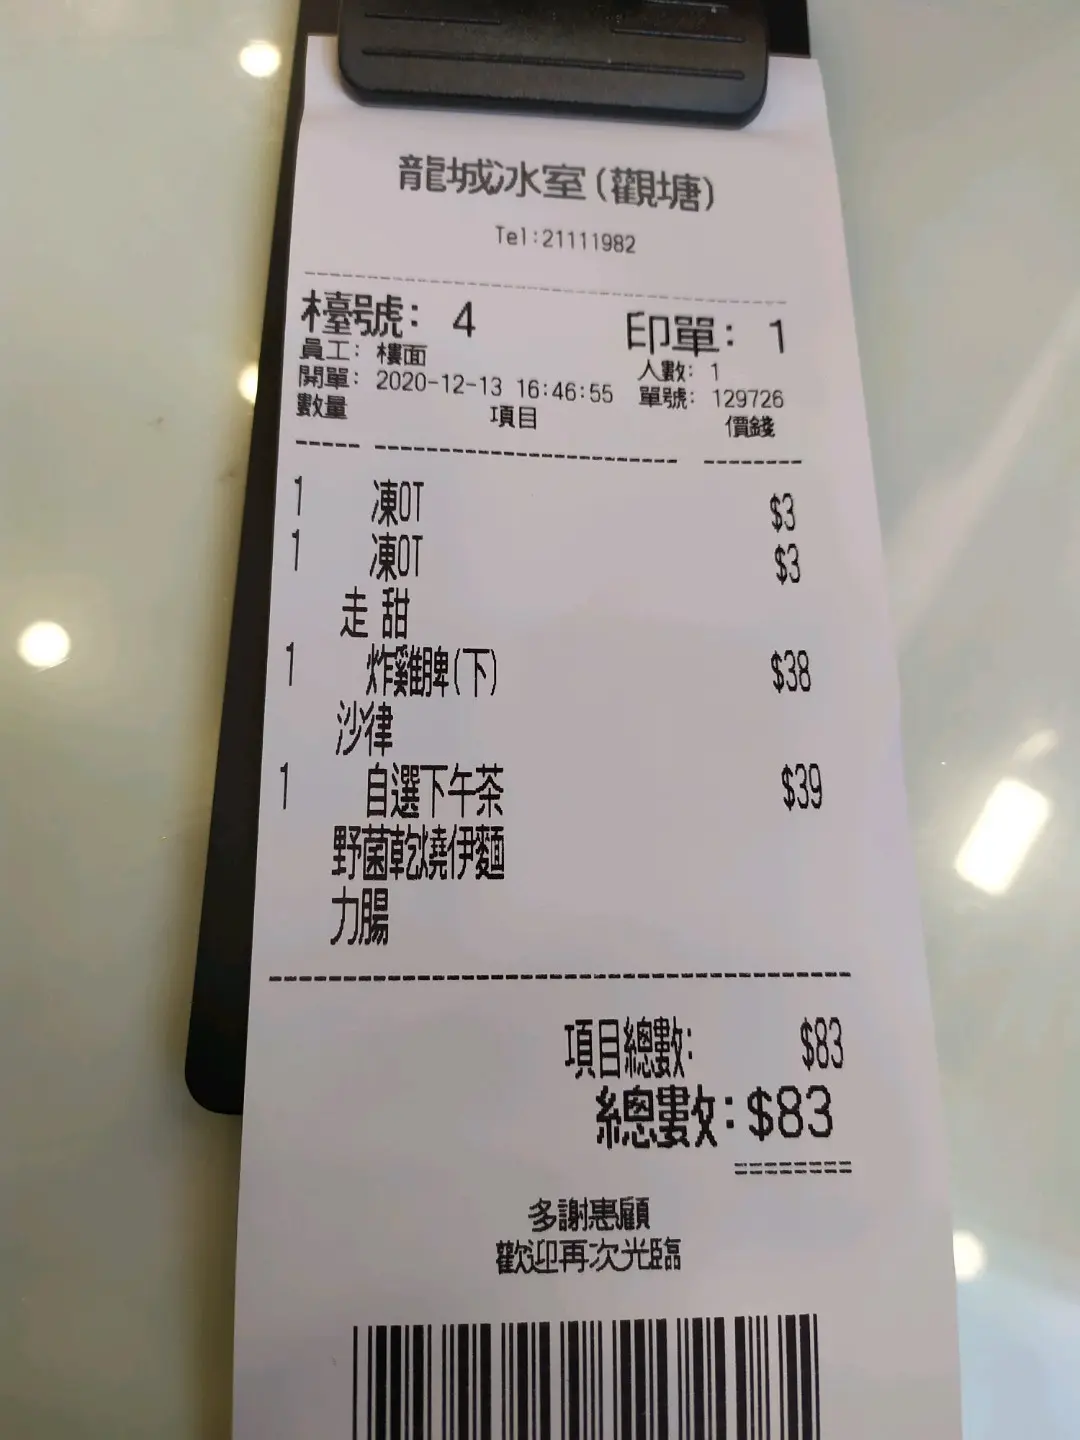 龍城冰室(觀塘)
Tel:21111982
檯號: 4 印單: 1
員工: 樓面 人數: 1
開單: 2020-12-13 16:46:55 單號: 129726
數量 項目 價錢
1 凍OT $3
1 凍OT $3
走 甜
1 炸雞髀(下) $38
沙律
1 自選下午茶 $39
野菌乾燒伊麵
力腸
項目總數: $83
總數:$83
多謝惠顧
歡迎再次光臨